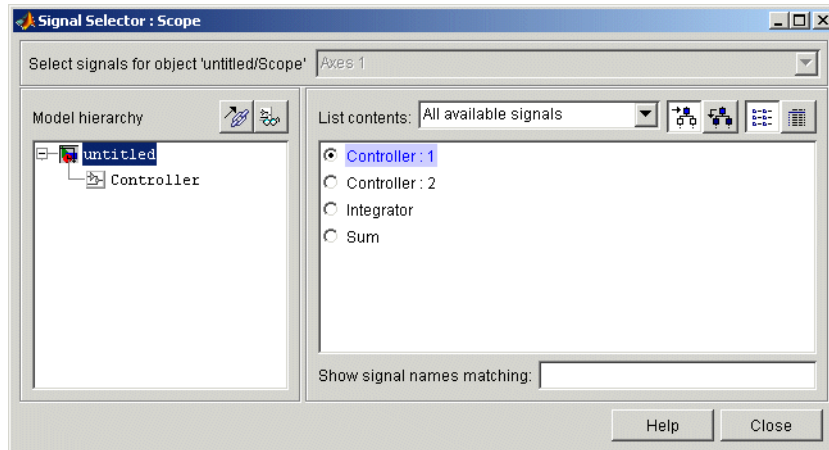 Signal Selector : Scope
Select signals for object 'untitled/Scope' Axes 1
Model hierarchy
List contents: All available signals
untitled
Controller
Controller : 1
Controller : 2
Integrator
Sum
Show signal names matching:
Help Close